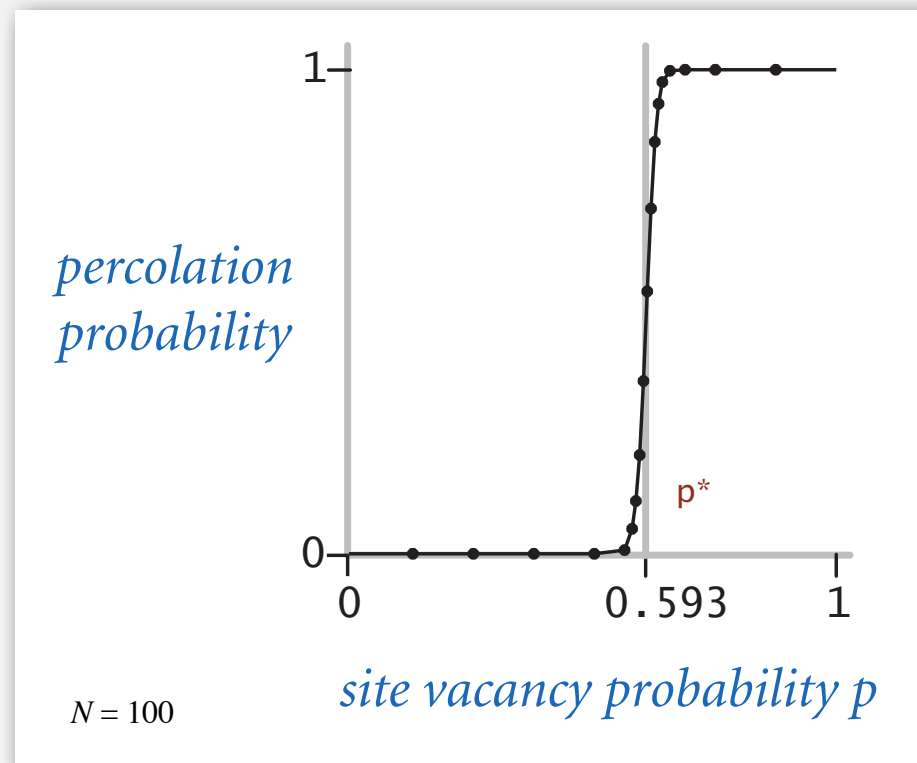 1
percolation
probability
p*
0
0 0.593 1
site vacancy probability p
N = 100